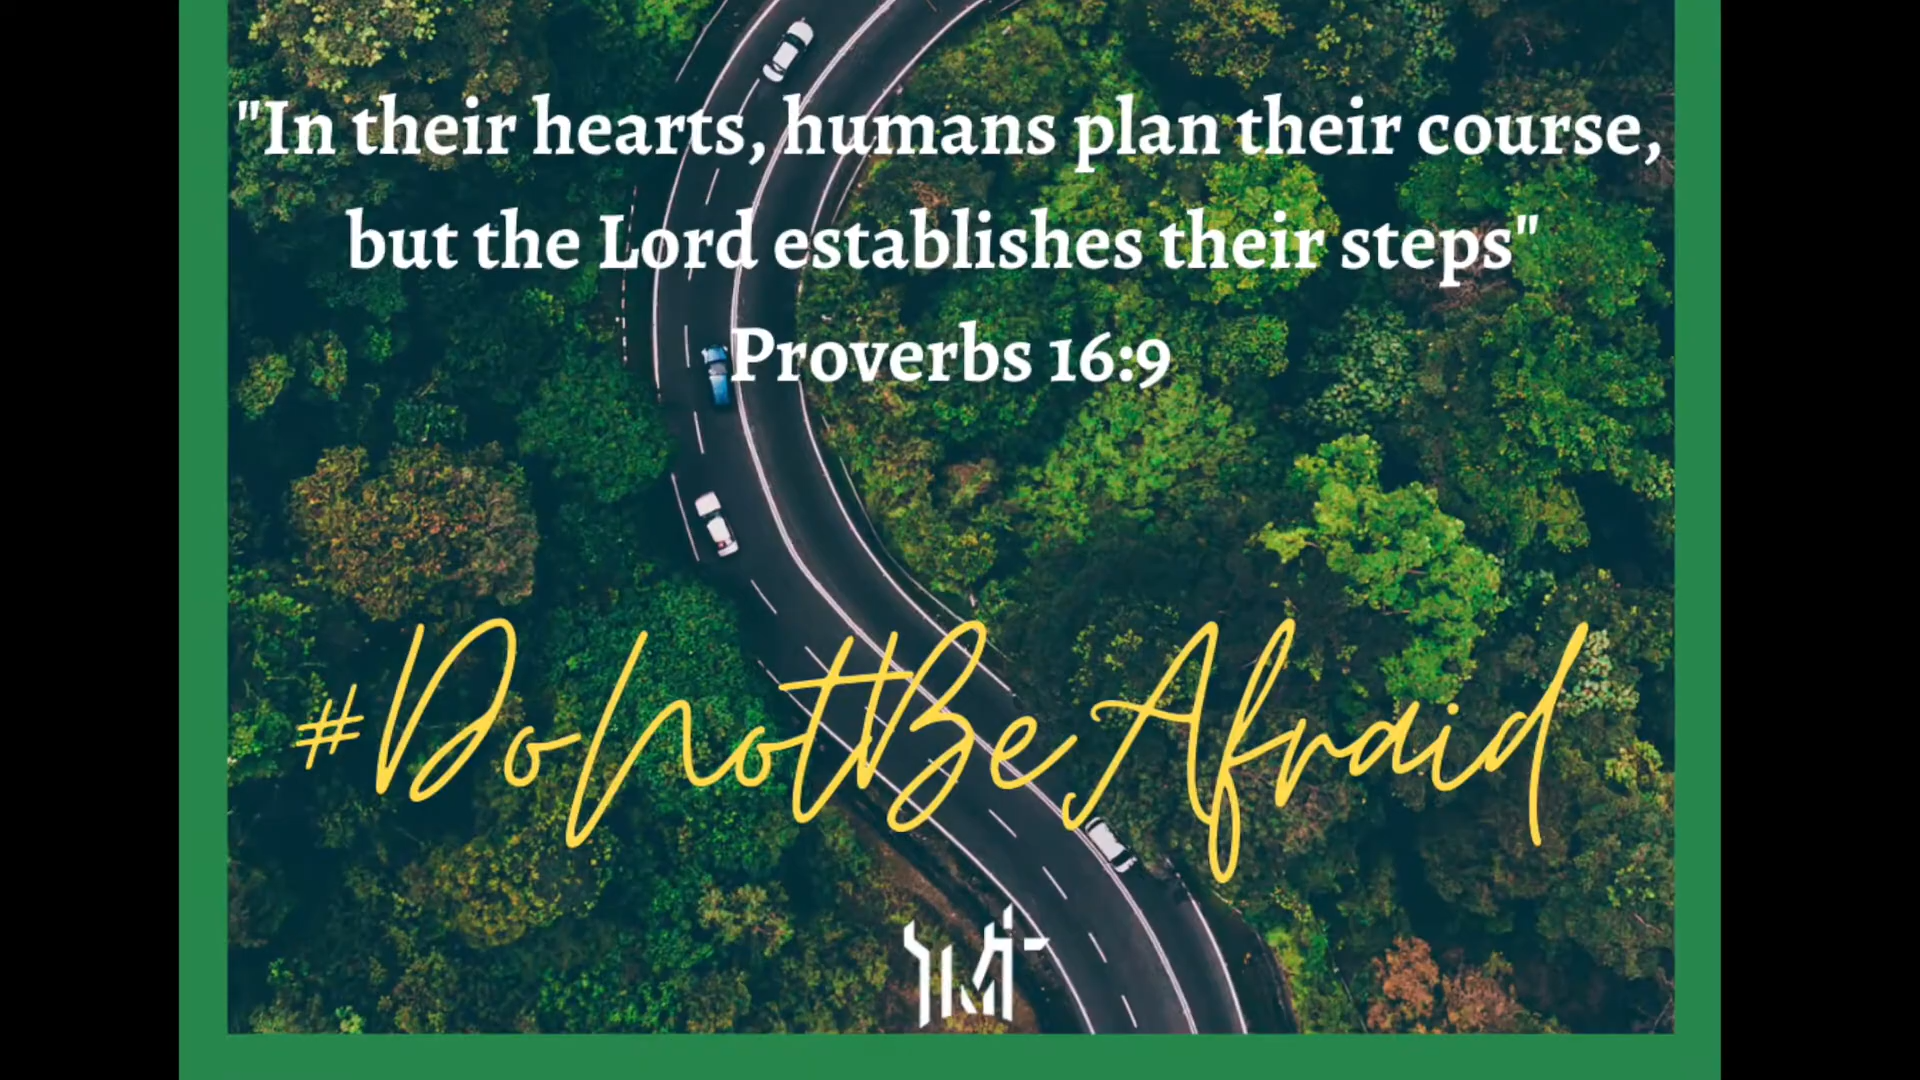 "In their hearts, humans plan their course,
but the Lord establishes their steps"
Proverbs 16:9
#DoNotBeAfraid